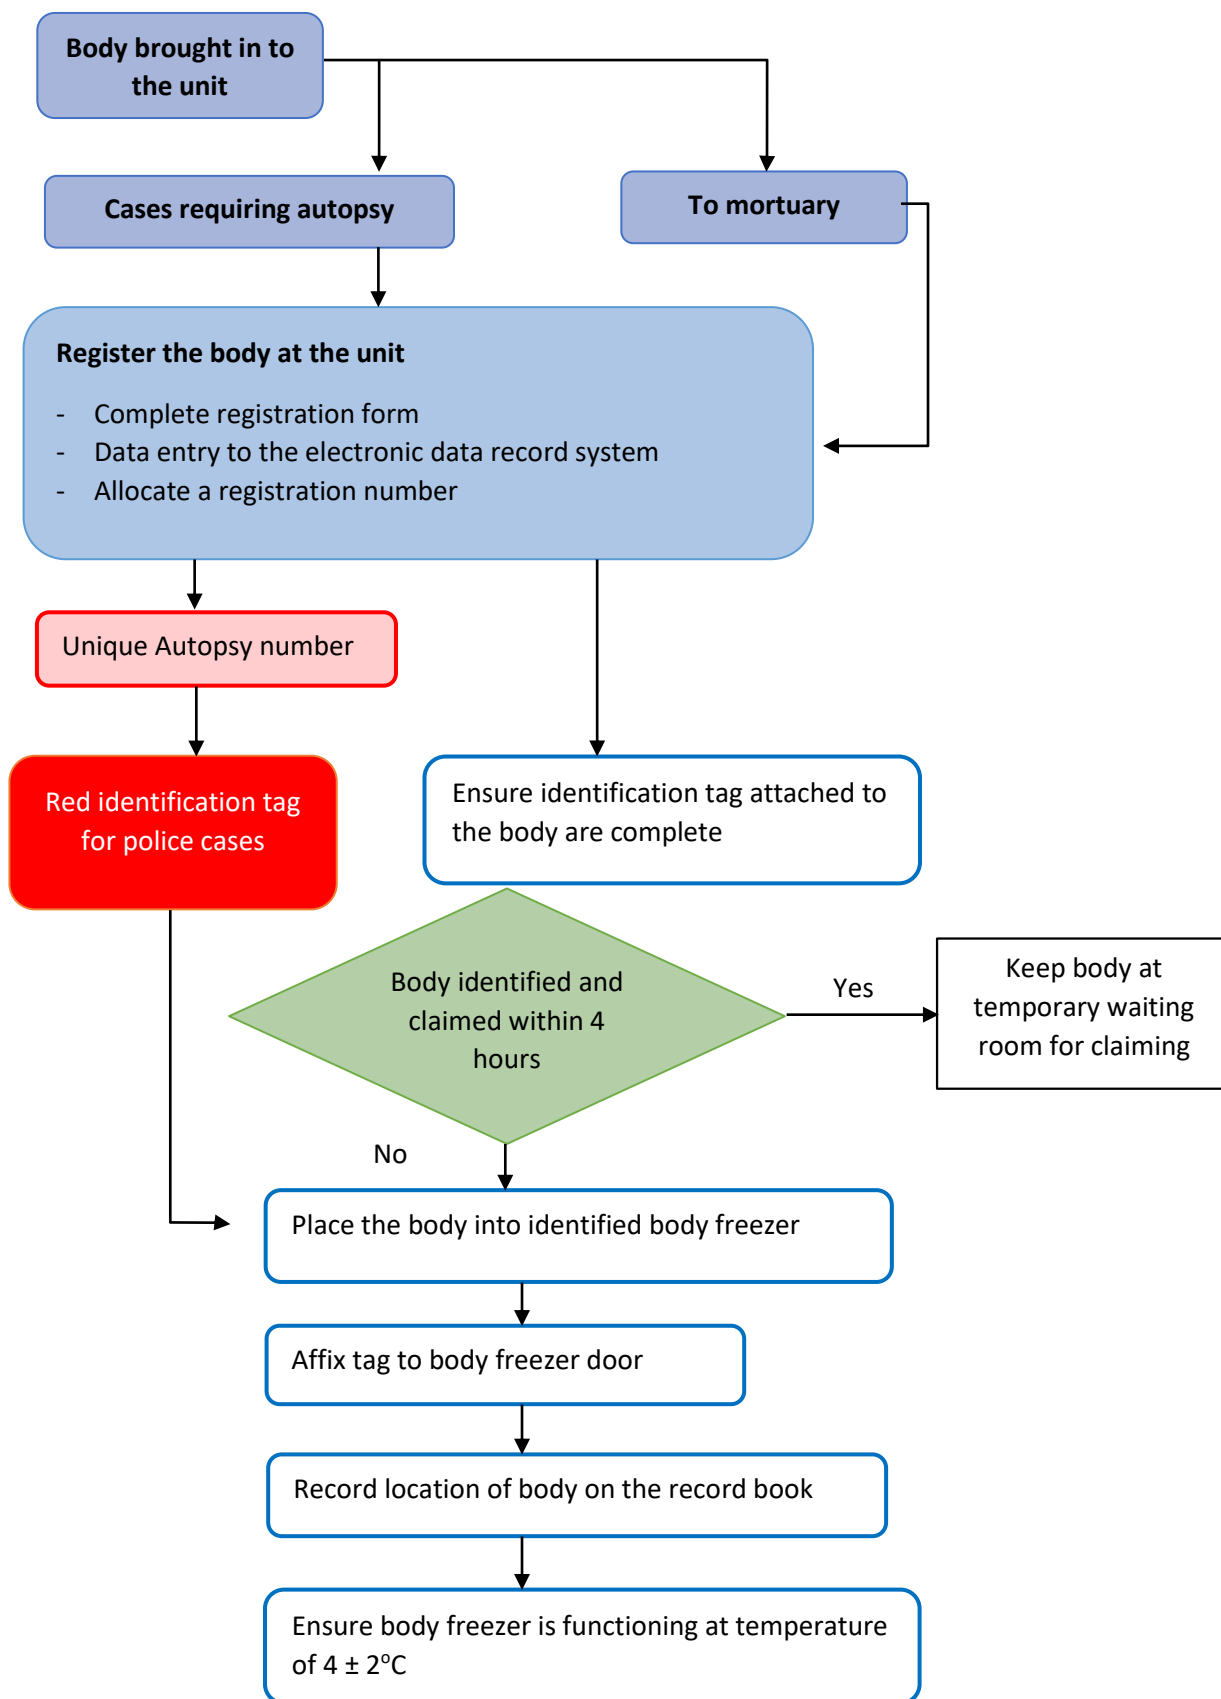 Body brought in to
the unit
Cases requiring autopsy
To mortuary
Register the body at the unit
- Complete registration form
- Data entry to the electronic data record system
- Allocate a registration number
Unique Autopsy number
Red identification tag
for police cases
Ensure identification tag attached to
the body are complete
Body identified and
claimed within 4
hours
Yes
Keep body at
temporary waiting
room for claiming
No
Place the body into identified body freezer
Affix tag to body freezer door
Record location of body on the record book
Ensure body freezer is functioning at temperature
of 4 ± 2°C